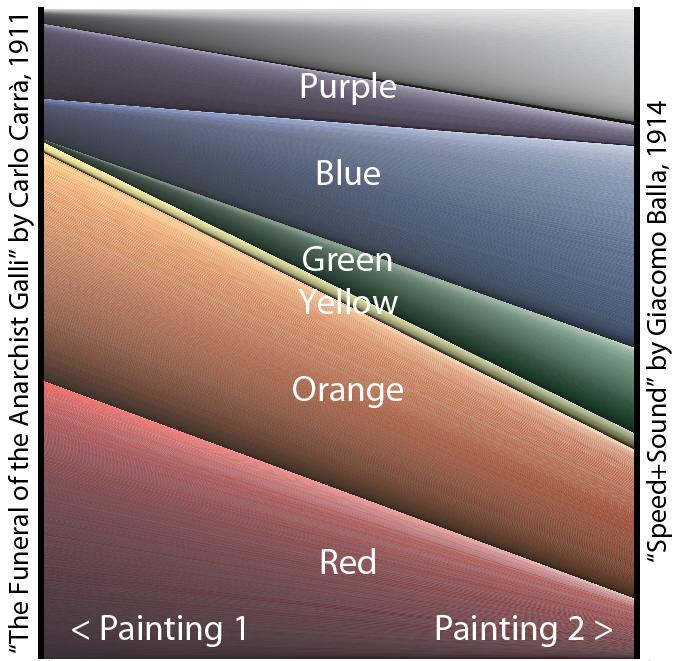 “The Funeral of the Anarchist Galli” by Carlo Carrà, 1911
Purple
Blue
Green
Yellow
Orange
Red
< Painting 1
Painting 2 >
“Speed+Sound” by Giacomo Balla, 1914